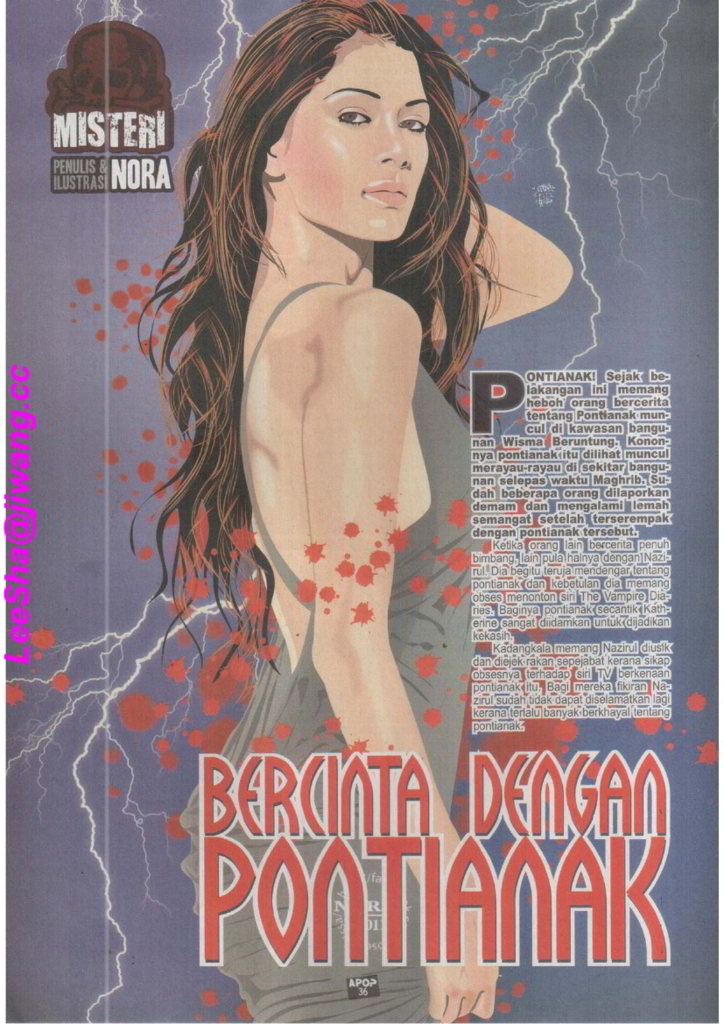 MISTERI
PENULIS & ILUSTRASI NORA
LeeSha@jiwang.cc
PONTIANAK! Sejak be-
lakangan ini memang
heboh orang bercerita
tentang Pontianak mun-
cul di kawasan bangu-
nan Wisma Beruntung. Konon-
nya pontianak itu dilihat muncul
merayau-rayau di sekitar bangu-
nan selepas waktu Maghrib. Su-
dah beberapa orang dilaporkan
demam dan mengalami lemah
semangat setelah terserempak
dengan pontianak tersebut.
Ketika orang lain bercerita penuh
bimbang, lain pula halnya dengan Nazi-
rul. Dia begitu teruja mendengar tentang
pontianak dan kebetulan dia memang
obses menonton siri The Vampire Dia-
ries. Baginya pontianak secantik Kath-
erine sangat diidamkan untuk dijadikan
kekasih.
Kadangkala memang Nazirul diusik
dan diejek rakan sepejabat kerana sikap
obsesnya terhadap siri TV berkenaan
pontianak itu. Bagi mereka fikiran Na-
zirul sudah tidak dapat diselamatkan lagi
kerana terlalu banyak berkhayal tentang
pontianak.
BERCINTA DENGAN
PONTIANAK
APOP
36